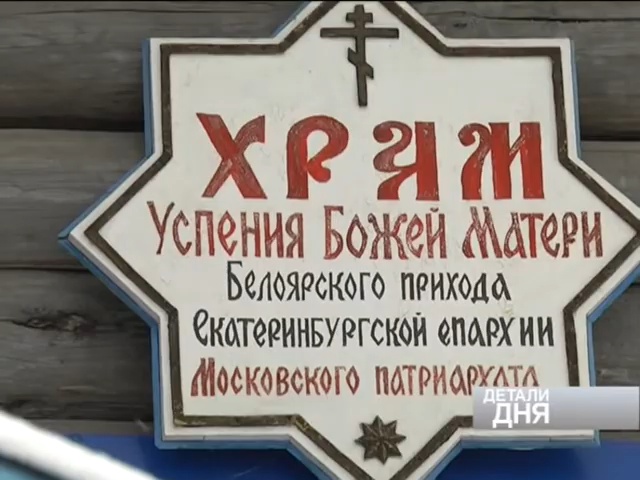 ХРАМ
УСПЕНИЯ БОЖЕЙ МАТЕРИ
БЕЛОЯРСКОГО ПРИХОДА
ЕКАТЕРИНБУРГСКОЙ ЕПАРХИИ
МОСКОВСКОГО ПАТРИАРХАТА
ДЕТАЛИ
ДНЯ